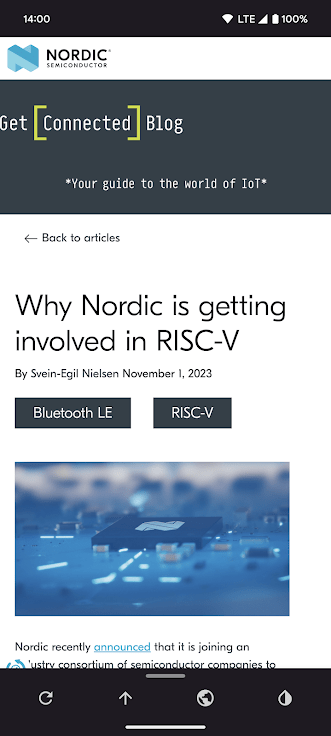 14:00
LTE
100%
NORDIC
SEMICONDUCTOR
Get [Connected] Blog
*Your guide to the world of IoT*
← Back to articles
Why Nordic is getting
involved in RISC-V
By Svein-Egil Nielsen November 1, 2023
Bluetooth LE
RISC-V
Nordic recently announced that it is joining an
'ustry consortium of semiconductor companies to